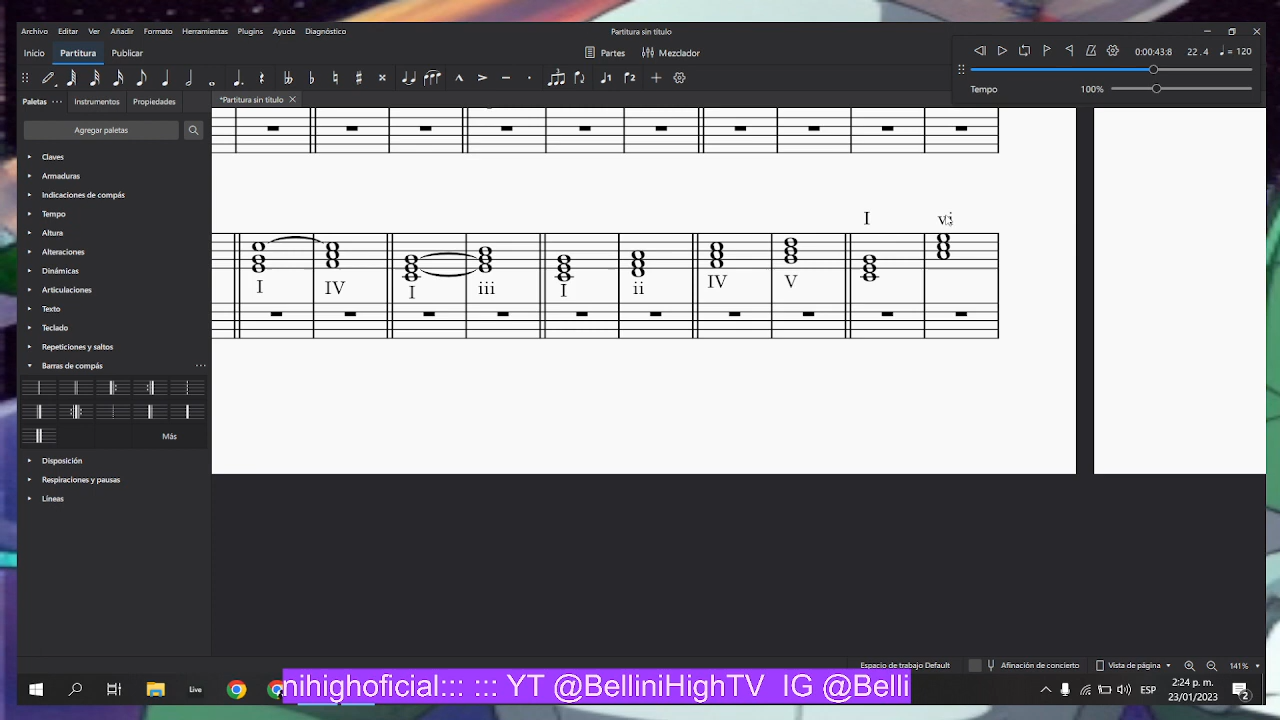 Archivo Editar Ver Añadir Formato Herramientas Plugins Ayuda Diagnóstico Partitura sin título
Inicio Partitura Publicar Partes Mezclador 0:00:43:8 22 . 4 = 120
Tempo 100%
Paletas Instrumentos Propiedades *Partitura sin título
Agregar paletas
Claves
Armaduras
Indicaciones de compás
Tempo
Altura
Alteraciones
Dinámicas
Articulaciones
Texto
Teclado
Repeticiones y saltos
Barras de compás
Más
Disposición
Respiraciones y pausas
Líneas
I vi
I IV I iii I ii IV V
Espacio de trabajo Default Afinación de concierto Vista de página 141%
Live nihighoficial::: ::: YT @BelliniHighTV IG @Belli ESP 2:24 p. m.
23/01/2023 2